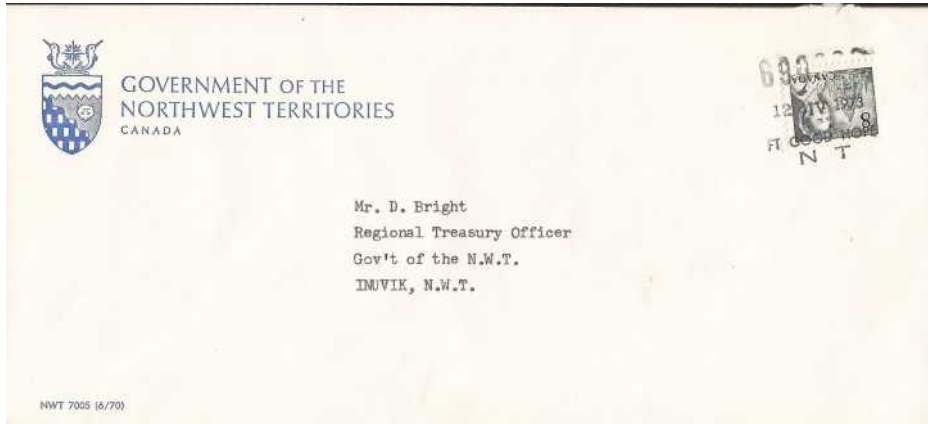 GOVERNMENT OF THE
NORTHWEST TERRITORIES
CANADA
CANADA
8
12 IV 1973
FT GOOD HOPE
N T
Mr. D. Bright
Regional Treasury Officer
Gov't of the N.W.T.
INUVIK, N.W.T.
NWT 7005 (6/70)